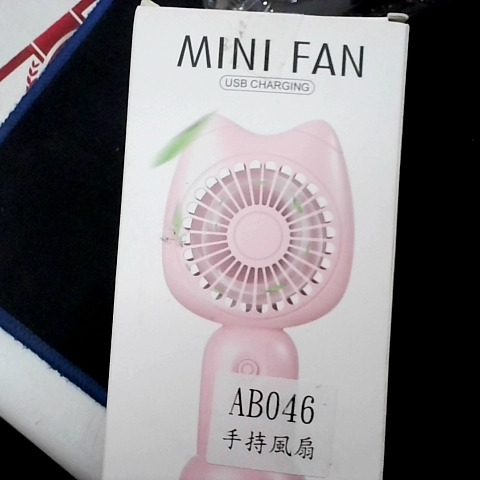 MINI FAN
USB CHARGING
AB046
手持風扇